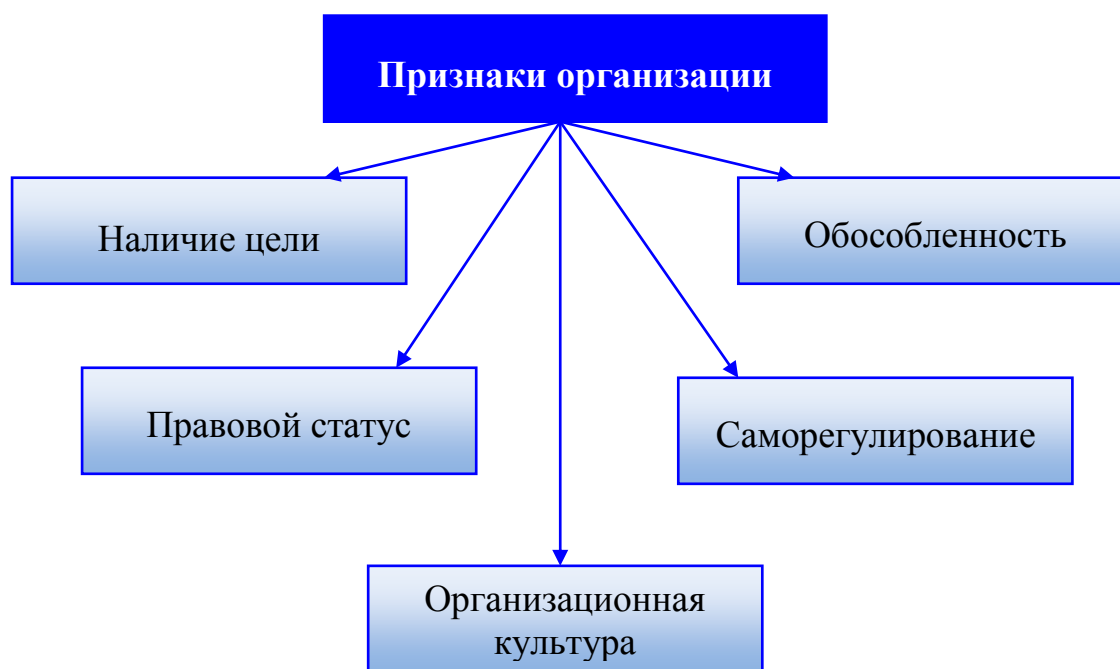 Признаки организации
Наличие цели
Обособленность
Правовой статус
Саморегулирование
Организационная
культура